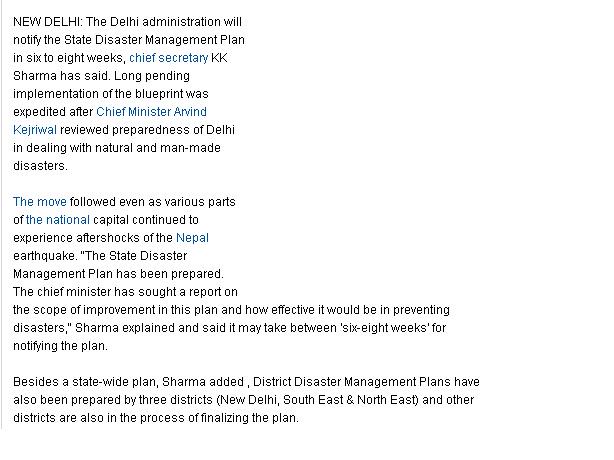 NEW DELHI: The Delhi administration will
notify the State Disaster Management Plan
in six to eight weeks, chief secretary KK
Sharma has said. Long pending
implementation of the blueprint was
expedited after Chief Minister Arvind
Kejriwal reviewed preparedness of Delhi
in dealing with natural and man-made
disasters.
The move followed even as various parts
of the national capital continued to
experience aftershocks of the Nepal
earthquake. "The State Disaster
Management Plan has been prepared.
The chief minister has sought a report on
the scope of improvement in this plan and how effective it would be in preventing
disasters," Sharma explained and said it may take between 'six-eight weeks' for
notifying the plan.
Besides a state-wide plan, Sharma added , District Disaster Management Plans have
also been prepared by three districts (New Delhi, South East & North East) and other
districts are also in the process of finalizing the plan.